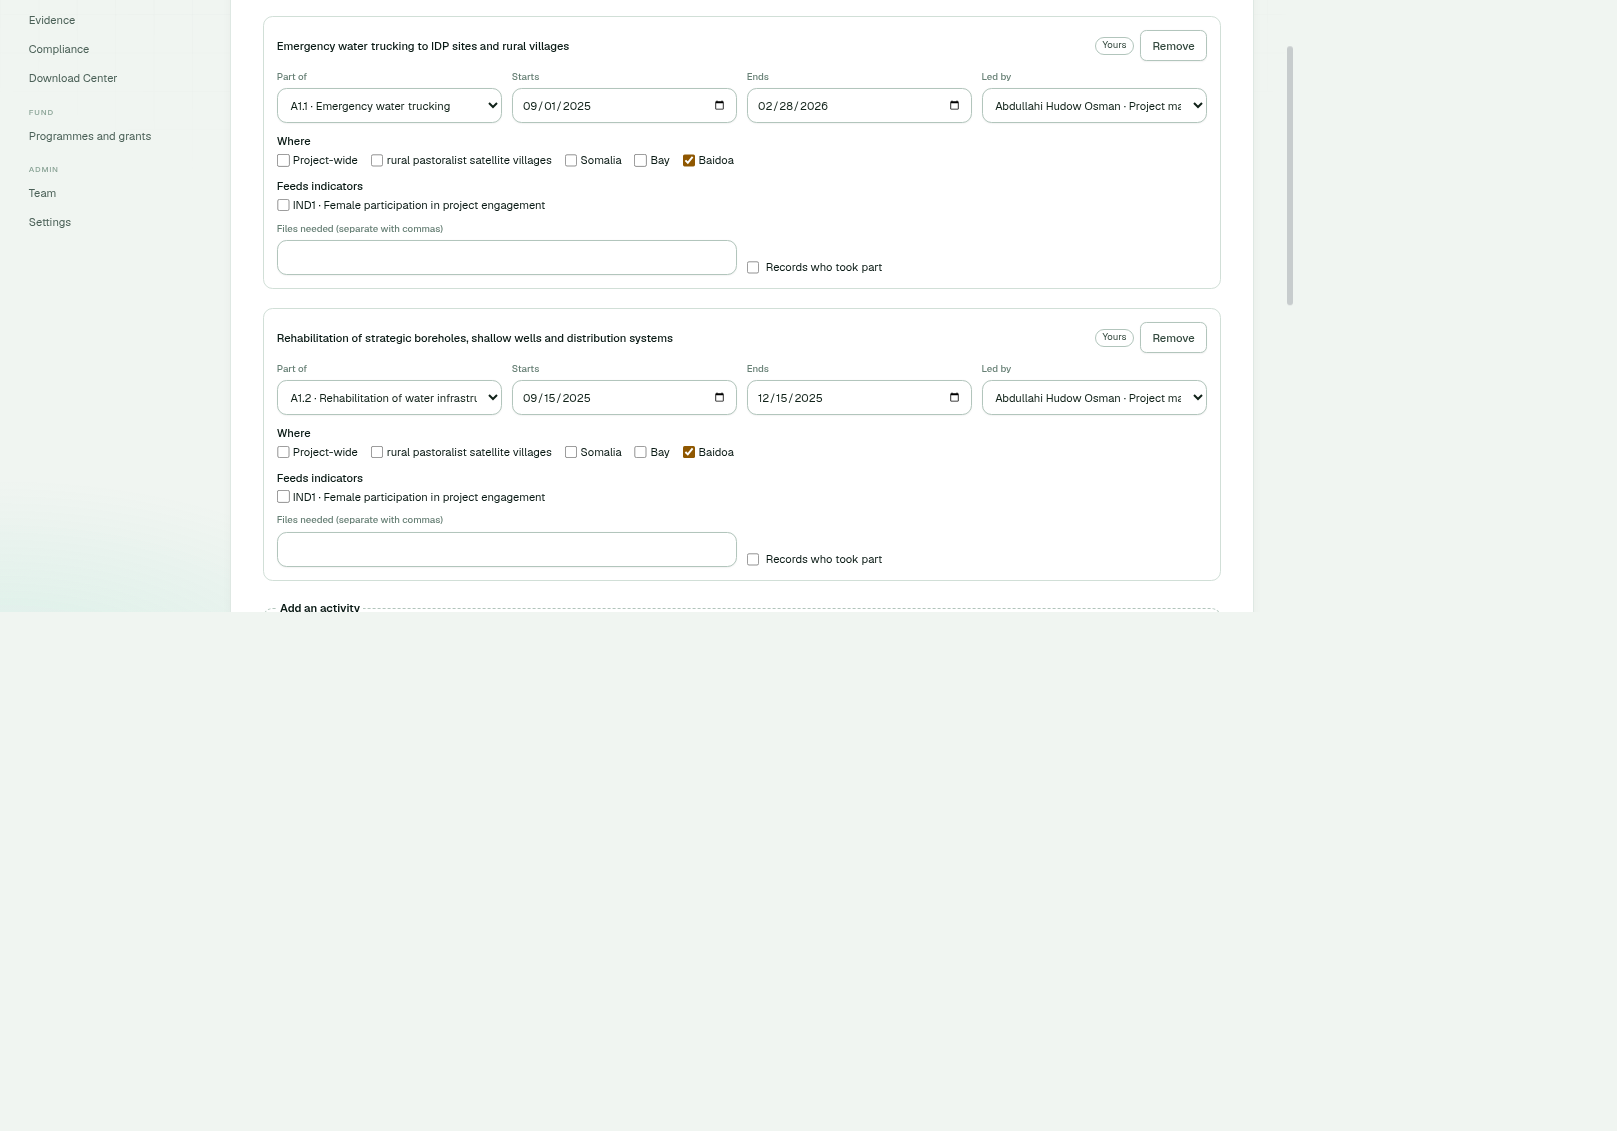 Evidence
Compliance
Download Center
FUND
Programmes and grants
ADMIN
Team
Settings
Emergency water trucking to IDP sites and rural villages
Yours
Remove
Part of
Starts
Ends
Led by
A1.1 · Emergency water trucking
09/01/2025
02/28/2026
Abdullahi Hudow Osman · Project ma
Where
Project-wide
rural pastoralist satellite villages
Somalia
Bay
Baidoa
Feeds indicators
IND1 · Female participation in project engagement
Files needed (separate with commas)
Records who took part
Rehabilitation of strategic boreholes, shallow wells and distribution systems
Yours
Remove
Part of
Starts
Ends
Led by
A1.2 · Rehabilitation of water infrastru
09/15/2025
12/15/2025
Abdullahi Hudow Osman · Project ma
Where
Project-wide
rural pastoralist satellite villages
Somalia
Bay
Baidoa
Feeds indicators
IND1 · Female participation in project engagement
Files needed (separate with commas)
Records who took part
Add an activity